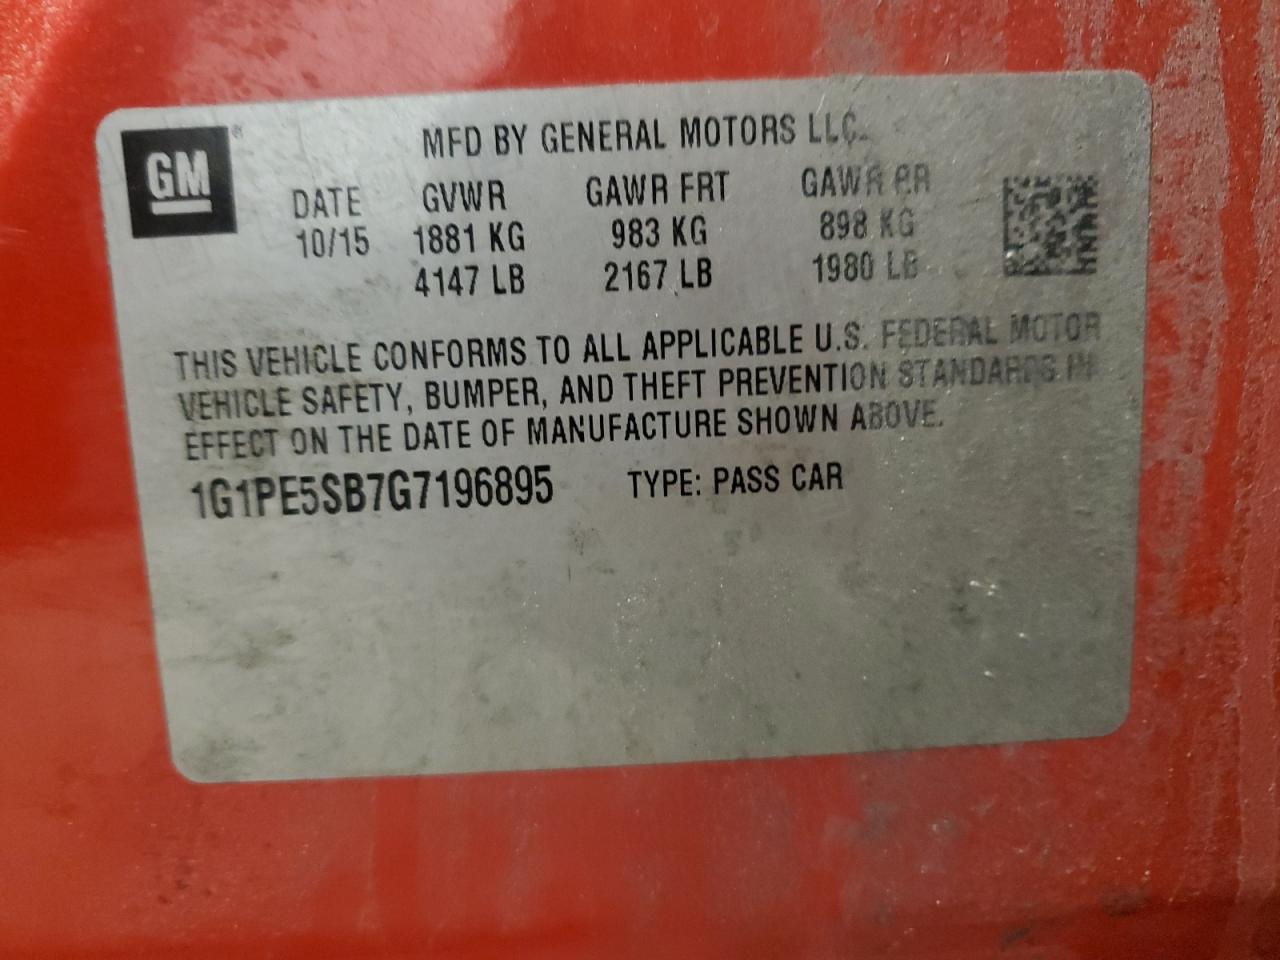 GM®
MFD BY GENERAL MOTORS LLC
DATE GVWR GAWR FRT GAWR RR
10/15 1881 KG 983 KG 898 KG
4147 LB 2167 LB 1980 LB
THIS VEHICLE CONFORMS TO ALL APPLICABLE U.S. FEDERAL MOTOR
VEHICLE SAFETY, BUMPER, AND THEFT PREVENTION STANDARDS IN
EFFECT ON THE DATE OF MANUFACTURE SHOWN ABOVE.
1G1PE5SB7G7196895 TYPE: PASS CAR